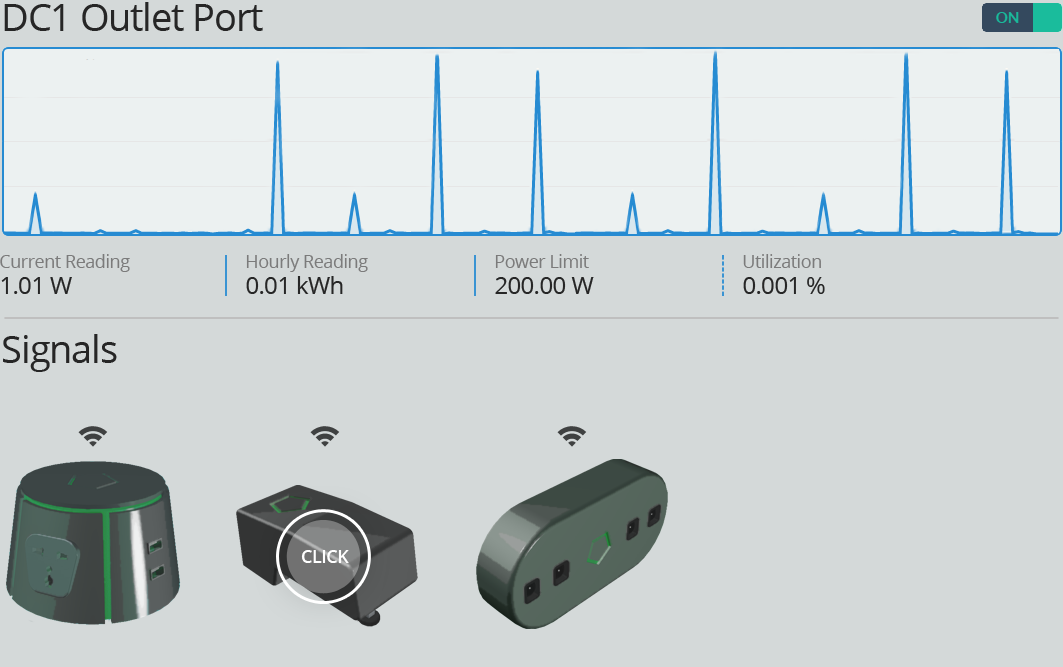 DC1 Outlet Port
ON
Current Reading
1.01 W
Hourly Reading
0.01 kWh
Power Limit
200.00 W
Utilization
0.001 %
Signals
CLICK